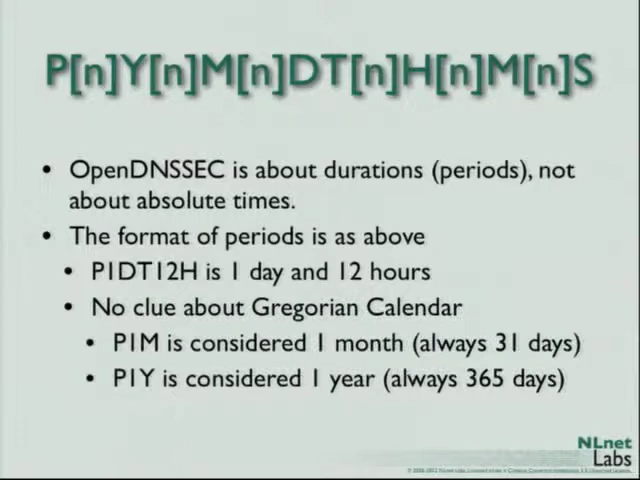 P[n]Y[n]M[n]DT[n]H[n]M[n]S
• OpenDNSSEC is about durations (periods), not
about absolute times.
• The format of periods is as above
• P1DT12H is 1 day and 12 hours
• No clue about Gregorian Calendar
• P1M is considered 1 month (always 31 days)
• P1Y is considered 1 year (always 365 days)
NLnet
Labs